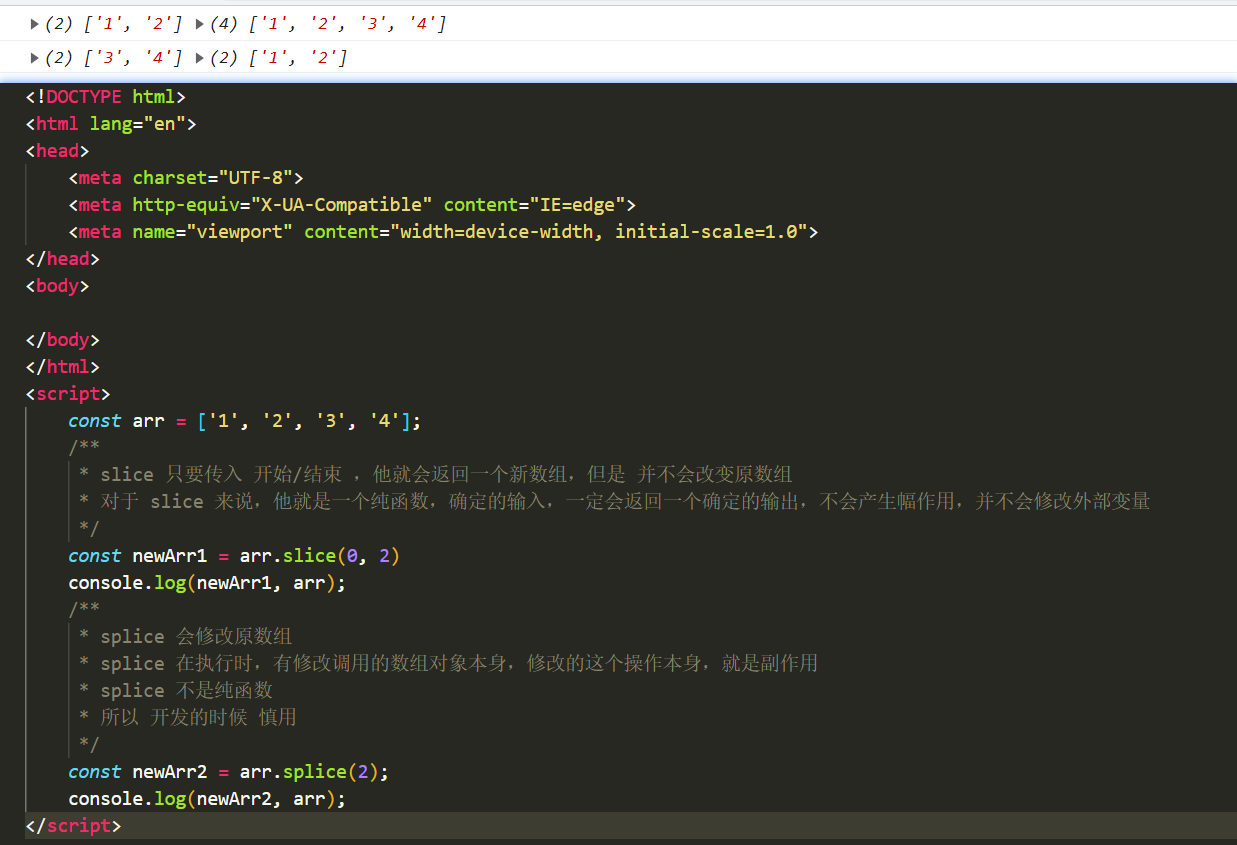 ▶(2) ['1', '2'] ▶(4) ['1', '2', '3', '4']
▶(2) ['3', '4'] ▶(2) ['1', '2']
<!DOCTYPE html>
<html lang="en">
<head>
    <meta charset="UTF-8">
    <meta http-equiv="X-UA-Compatible" content="IE=edge">
    <meta name="viewport" content="width=device-width, initial-scale=1.0">
</head>
<body>

</body>
</html>
<script>
    const arr = ['1', '2', '3', '4'];
    /**
     * slice 只要传入 开始/结束 ，他就会返回一个新数组，但是 并不会改变原数组
     * 对于 slice 来说，他就是一个纯函数，确定的输入，一定会返回一个确定的输出，不会产生幅作用，并不会修改外部变量
     */
    const newArr1 = arr.slice(0, 2)
    console.log(newArr1, arr);
    /**
     * splice 会修改原数组
     * splice 在执行时，有修改调用的数组对象本身，修改的这个操作本身，就是副作用
     * splice 不是纯函数
     * 所以 开发的时候 慎用
     */
    const newArr2 = arr.splice(2);
    console.log(newArr2, arr);
</script>